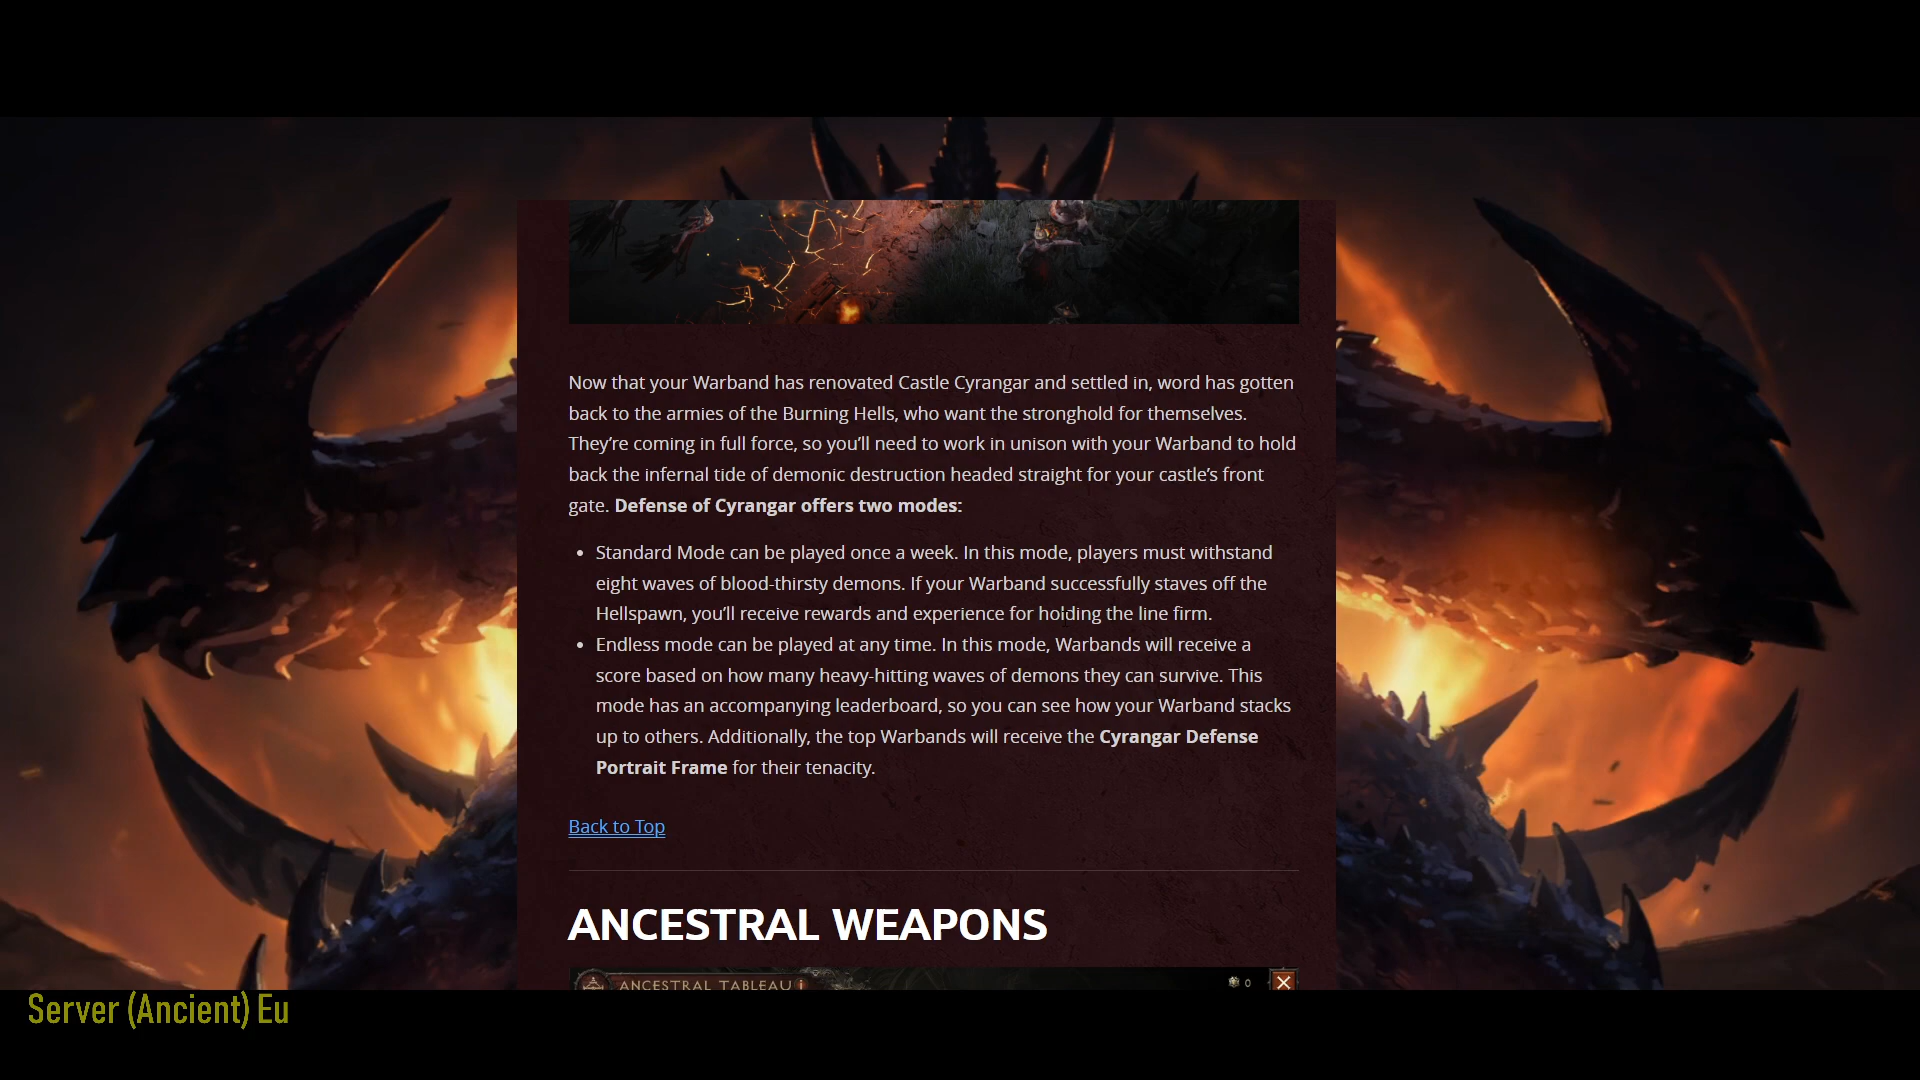 Now that your Warband has renovated Castle Cyrangar and settled in, word has gotten
back to the armies of the Burning Hells, who want the stronghold for themselves.
They’re coming in full force, so you’ll need to work in unison with your Warband to hold
back the infernal tide of demonic destruction headed straight for your castle’s front
gate. Defense of Cyrangar offers two modes:
• Standard Mode can be played once a week. In this mode, players must withstand
eight waves of blood-thirsty demons. If your Warband successfully staves off the
Hellspawn, you’ll receive rewards and experience for holding the line firm.
• Endless mode can be played at any time. In this mode, Warbands will receive a
score based on how many heavy-hitting waves of demons they can survive. This
mode has an accompanying leaderboard, so you can see how your Warband stacks
up to others. Additionally, the top Warbands will receive the Cyrangar Defense
Portrait Frame for their tenacity.
Back to Top
ANCESTRAL WEAPONS
ANCESTRAL TABLEAU i 0
Server (Ancient) Eu